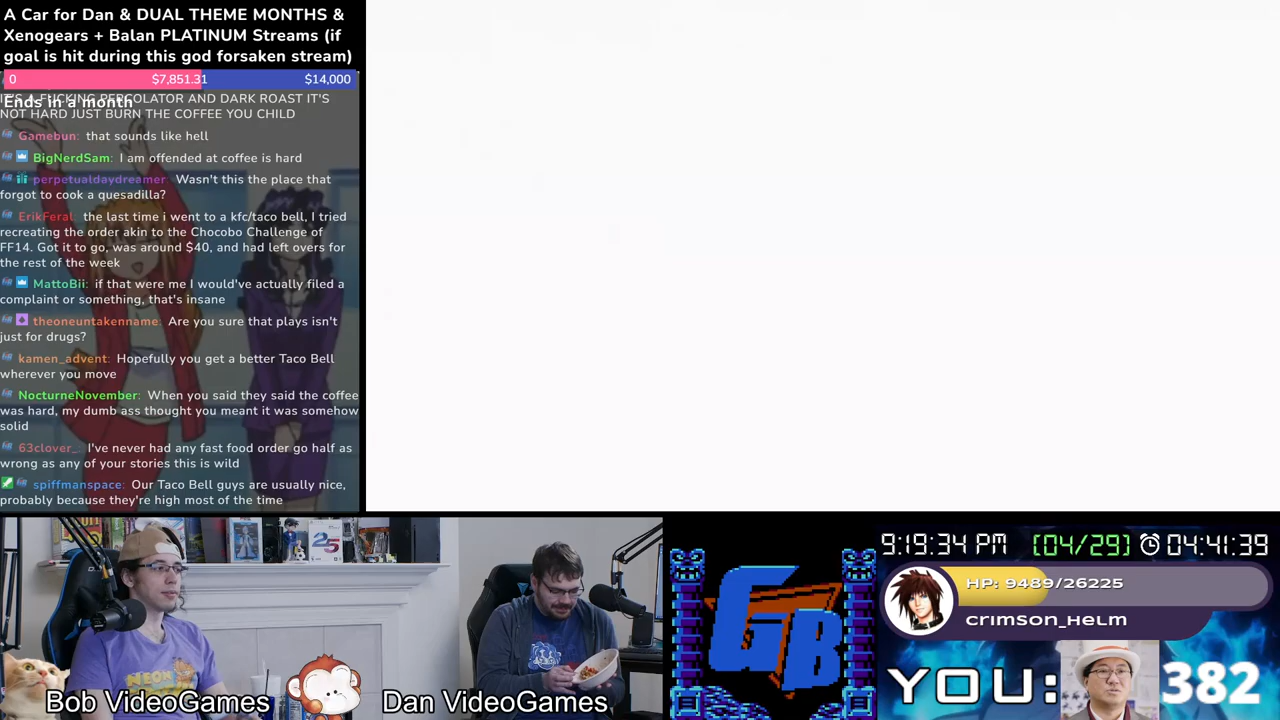 A Car for Dan & DUAL THEME MONTHS &
Xenogears + Balan PLATINUM Streams (if
goal is hit during this god forsaken stream)
0 $7,851.31 $14,000
Ends in a month
IT'S A FUCKING PERCOLATOR AND DARK ROAST IT'S
NOT HARD JUST BURN THE COFFEE YOU CHILD
Gamebun: that sounds like hell
BigNerdSam: I am offended at coffee is hard
perpetualdaydreamer: Wasn't this the place that
forgot to cook a quesadilla?
ErikFeral: the last time i went to a kfc/taco bell, I tried
recreating the order akin to the Chocobo Challenge of
FF14. Got it to go, was around $40, and had left overs for
the rest of the week
MattoBii: if that were me I would've actually filed a
complaint or something, that's insane
theoneuntakenname: Are you sure that plays isn't
just for drugs?
kamen_advent: Hopefully you get a better Taco Bell
wherever you move
NocturneNovember: When you said they said the coffee
was hard, my dumb ass thought you meant it was somehow
solid
63clover_: I've never had any fast food order go half as
wrong as any of your stories this is wild
spiffmanspace: Our Taco Bell guys are usually nice,
probably because they're high most of the time
9:19:34 PM [04/29] 04:41:39
HP: 9489/26225
crimson_Helm
YOU: 382
GB
25
NEON
Bob VideoGames
Dan VideoGames